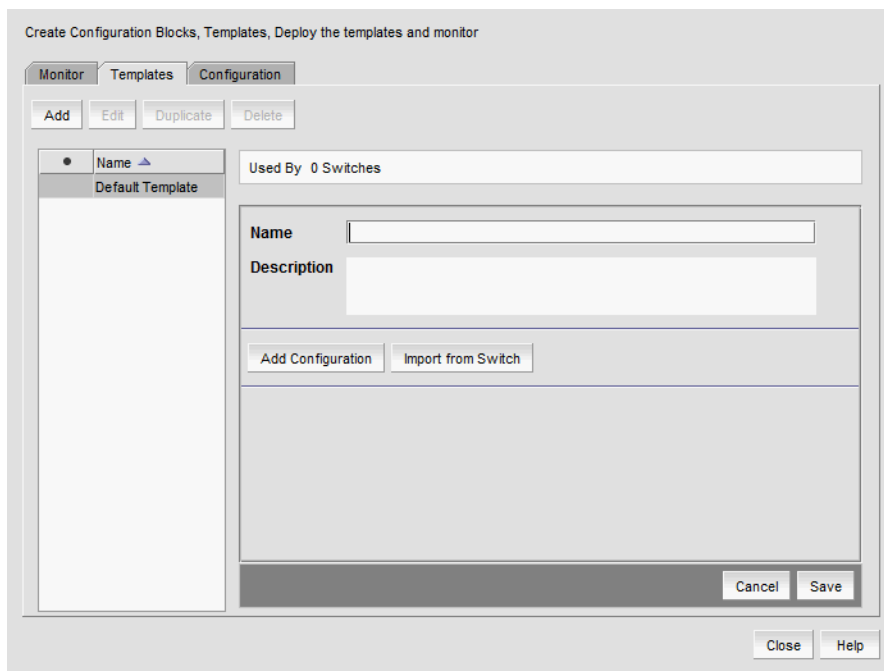 Create Configuration Blocks, Templates, Deploy the templates and monitor
Monitor Templates Configuration
Add Edit Duplicate Delete
Name
Default Template
Used By 0 Switches
Name
Description
Add Configuration Import from Switch
Cancel Save
Close Help